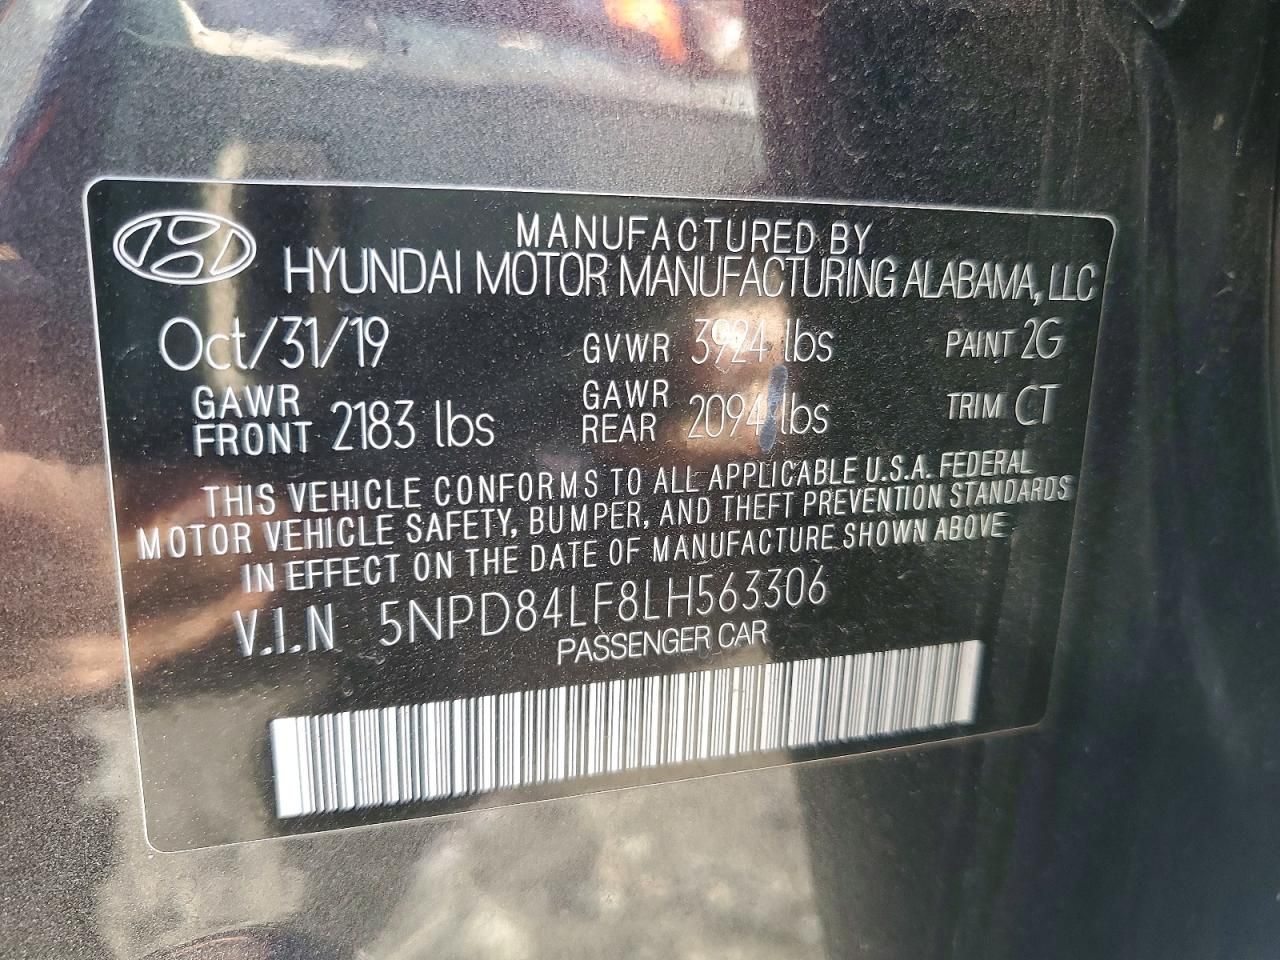 MANUFACTURED BY
HYUNDAI MOTOR MANUFACTURING ALABAMA, LLC
Oct/31/19 GVWR 3924 lbs PAINT 2G
GAWR FRONT 2183 lbs GAWR REAR 2094 lbs TRIM CT
THIS VEHICLE CONFORMS TO ALL APPLICABLE U.S.A. FEDERAL
MOTOR VEHICLE SAFETY, BUMPER, AND THEFT PREVENTION STANDARDS
IN EFFECT ON THE DATE OF MANUFACTURE SHOWN ABOVE
V.I.N 5NPD84LF8LH563306
PASSENGER CAR